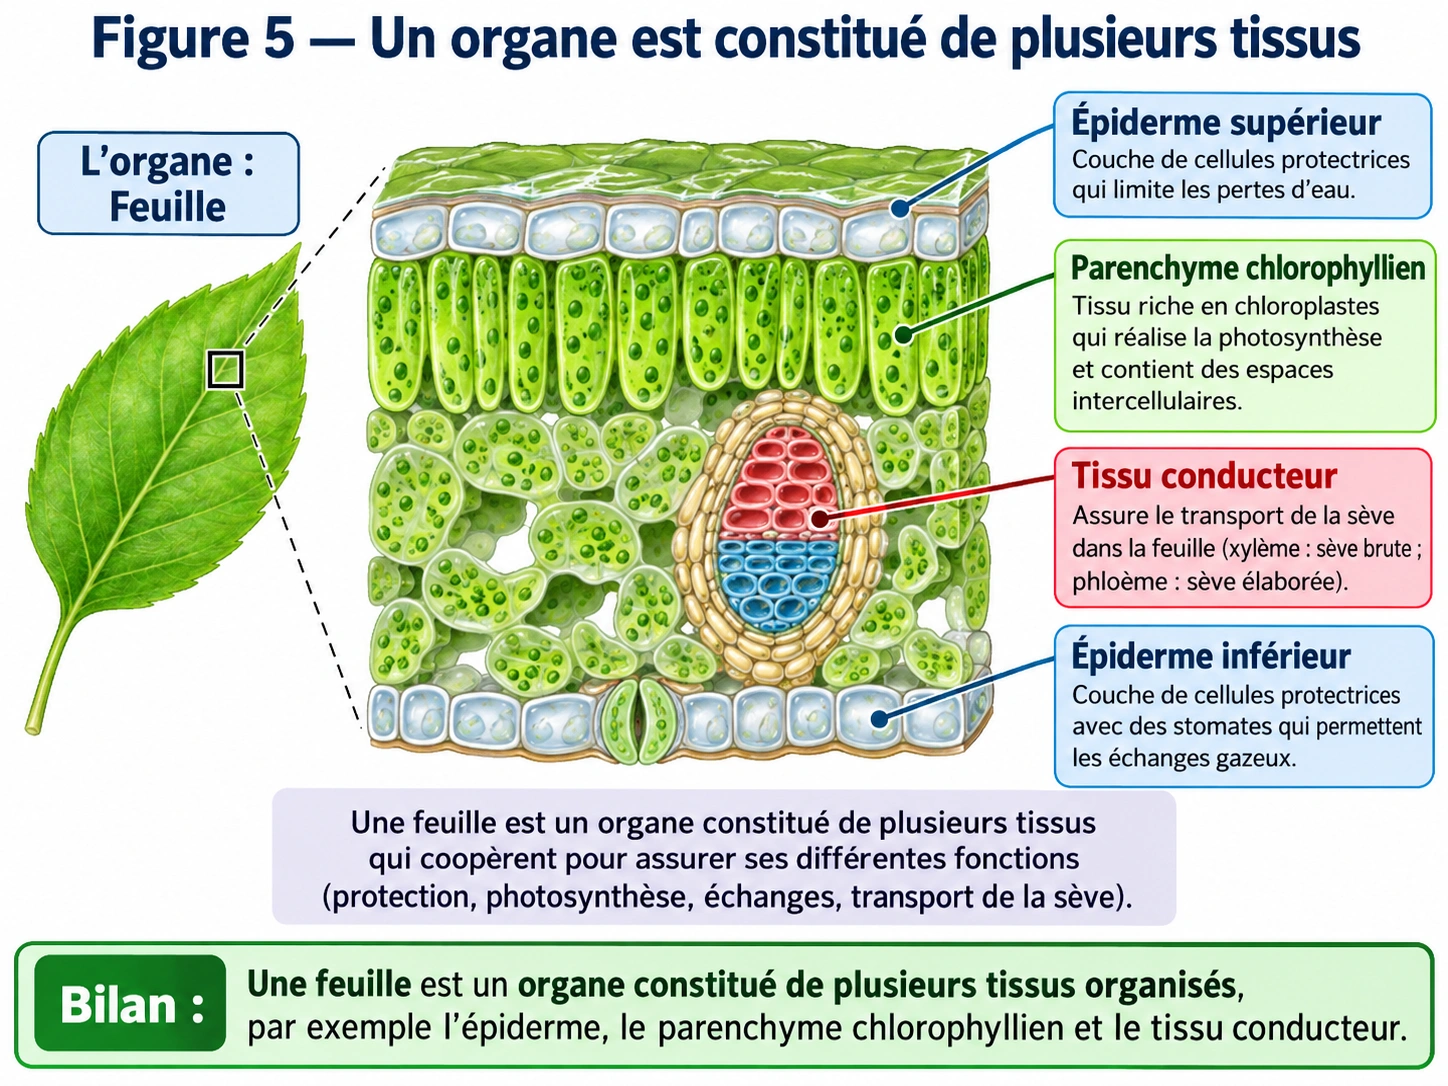 Figure 5 — Un organe est constitué de plusieurs tissus
L'organe :
Feuille
Épiderme supérieur
Couche de cellules protectrices
qui limite les pertes d'eau.
Parenchyme chlorophyllien
Tissu riche en chloroplastes
qui réalise la photosynthèse
et contient des espaces
intercellulaires.
Tissu conducteur
Assure le transport de la sève
dans la feuille (xylème : sève brute ;
phloème : sève élaborée).
Épiderme inférieur
Couche de cellules protectrices
avec des stomates qui permettent
les échanges gazeux.
Une feuille est un organe constitué de plusieurs tissus
qui coopèrent pour assurer ses différentes fonctions
(protection, photosynthèse, échanges, transport de la sève).
Bilan :
Une feuille est un organe constitué de plusieurs tissus organisés,
par exemple l'épiderme, le parenchyme chlorophyllien et le tissu conducteur.